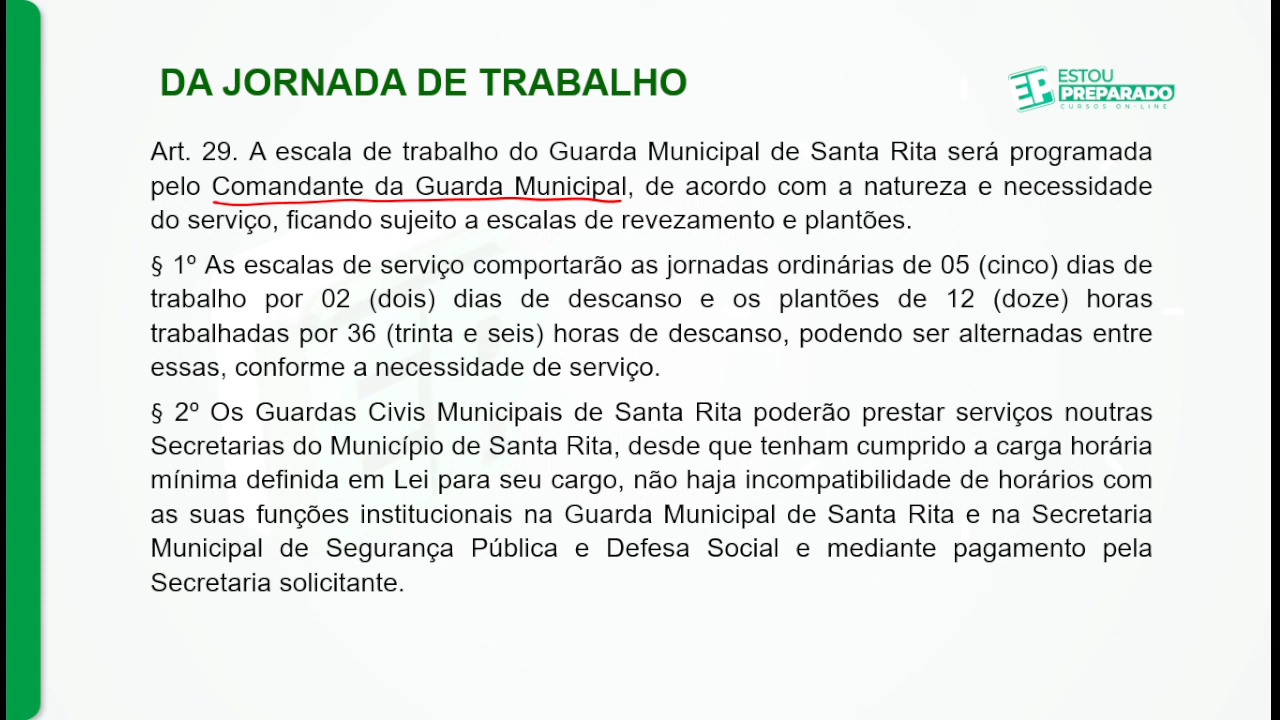 DA JORNADA DE TRABALHO
EP
ESTOU
PREPARADO
CURSOS ON-LINE
Art. 29. A escala de trabalho do Guarda Municipal de Santa Rita será programada
pelo Comandante da Guarda Municipal, de acordo com a natureza e necessidade
do serviço, ficando sujeito a escalas de revezamento e plantões.
§ 1º As escalas de serviço comportarão as jornadas ordinárias de 05 (cinco) dias de
trabalho por 02 (dois) dias de descanso e os plantões de 12 (doze) horas
trabalhadas por 36 (trinta e seis) horas de descanso, podendo ser alternadas entre
essas, conforme a necessidade de serviço.
§ 2º Os Guardas Civis Municipais de Santa Rita poderão prestar serviços noutras
Secretarias do Município de Santa Rita, desde que tenham cumprido a carga horária
mínima definida em Lei para seu cargo, não haja incompatibilidade de horários com
as suas funções institucionais na Guarda Municipal de Santa Rita e na Secretaria
Municipal de Segurança Pública e Defesa Social e mediante pagamento pela
Secretaria solicitante.